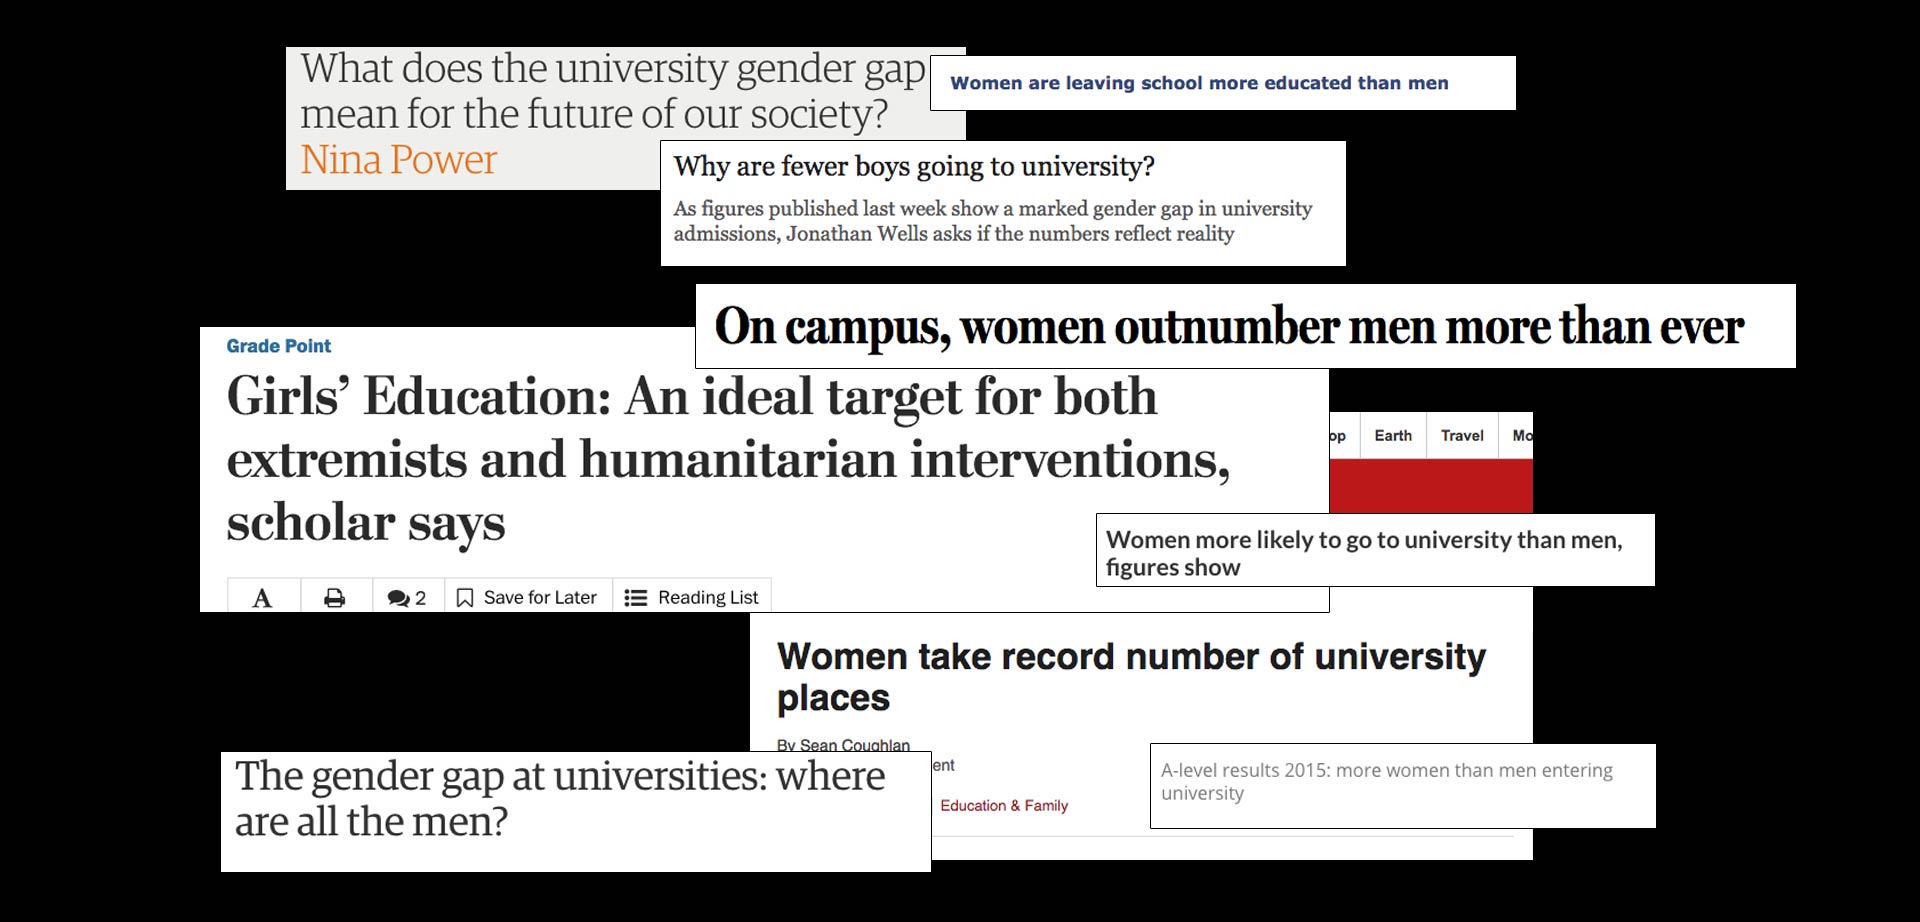 What does the university gender gap
mean for the future of our society?
Nina Power
Women are leaving school more educated than men
Why are fewer boys going to university?
As figures published last week show a marked gender gap in university
admissions, Jonathan Wells asks if the numbers reflect reality
On campus, women outnumber men more than ever
Grade Point
Girls’ Education: An ideal target for both
extremists and humanitarian interventions,
scholar says
A
2
Save for Later
Reading List
op
Earth
Travel
Mo
Women more likely to go to university than men,
figures show
Women take record number of university
places
By Sean Coughlan
ent
Education & Family
The gender gap at universities: where
are all the men?
A-level results 2015: more women than men entering
university